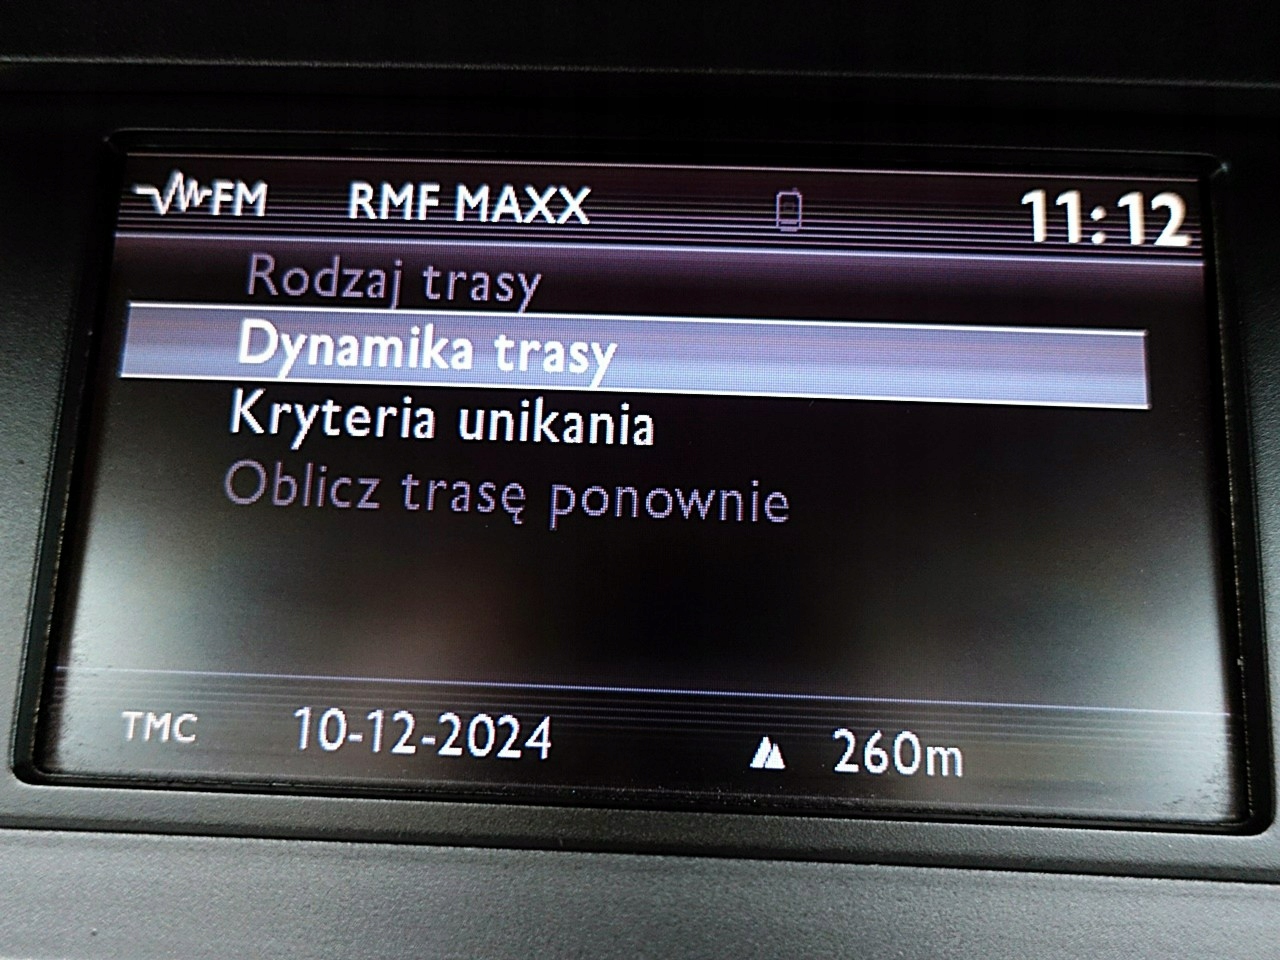 FM RMF MAXX 11:12
Rodzaj trasy
Dynamika trasy
Kryteria unikania
Oblicz trasę ponownie
TMC 10-12-2024 260m